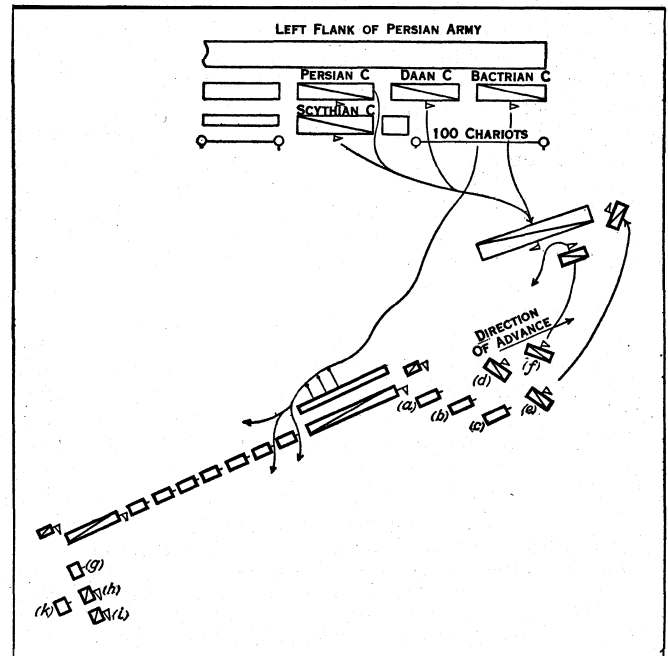 LEFT FLANK OF PERSIAN ARMY
PERSIAN C
DAAN C
BACTRIAN C
SCYTHIAN C
100 CHARIOTS
DIRECTION
OF ADVANCE
(f)
(d)
(e)
(a)
(b)
(c)
(g)
(h)
(k)
(i)